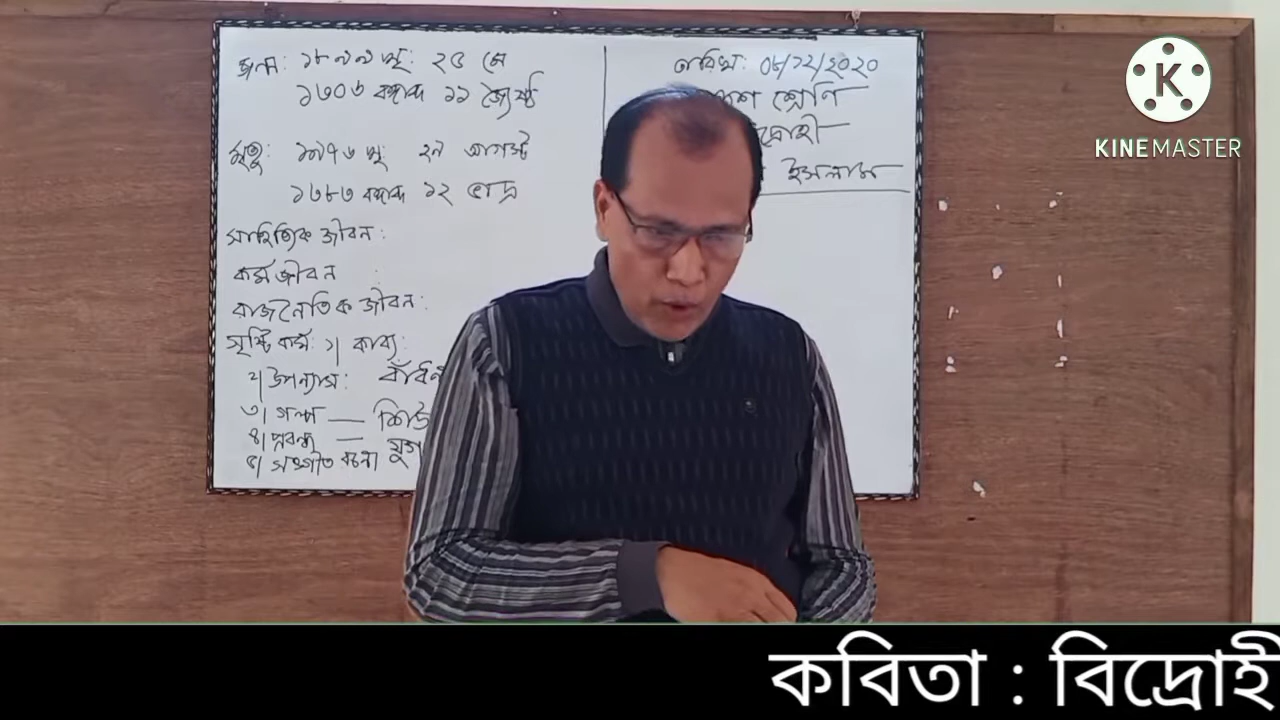 জন্ম: ১৮৯৯ খ্রৃ: ২৫ মে
১৩০৬ বঙ্গাব্দ ১১ জ্যৈষ্ঠ
মৃত্যু: ১৯৭৬ খ্রৃ: ২৯ আগস্ট
১৩৮৩ বঙ্গাব্দ ১২ ভাদ্র
সাহিত্যিক জীবন:
কর্ম জীবন :
রাজনৈতিক জীবন:
সৃষ্টি কর্ম: ১| কাব্য:
২| উপন্যাস:
৩| গল্প —
৪| প্রবন্ধ —
৫| সঙ্গীত রচনা
তারিখ: ০৮/১২/২০২০
শ্রেণি
ইসলাম
K
KINEMASTER
কবিতা : বিদ্রোহী